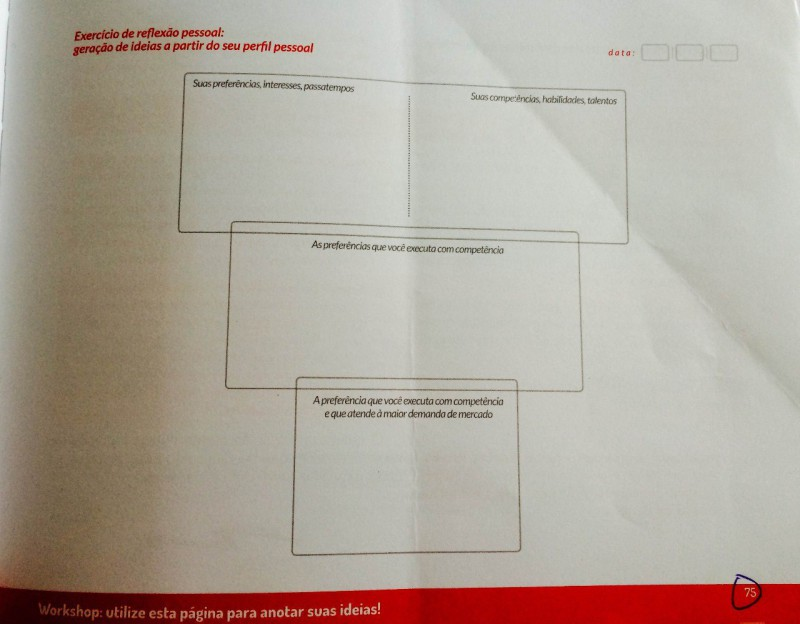 Exercício de reflexão pessoal:
geração de ideias a partir do seu perfil pessoal
data:
Suas preferências, interesses, passatempos
Suas competências, habilidades, talentos
As preferências que você executa com competência
A preferência que você executa com competência
e que atende à maior demanda de mercado
Workshop: utilize esta página para anotar suas ideias!
75